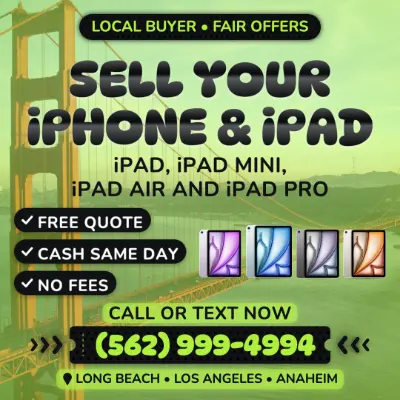 LOCAL BUYER • FAIR OFFERS
SELL YOUR
iPHONE & iPAD
iPAD, iPAD MINI,
iPAD AIR AND iPAD PRO
FREE QUOTE
CASH SAME DAY
NO FEES
CALL OR TEXT NOW
(562) 999-4994
LONG BEACH • LOS ANGELES • ANAHEIM